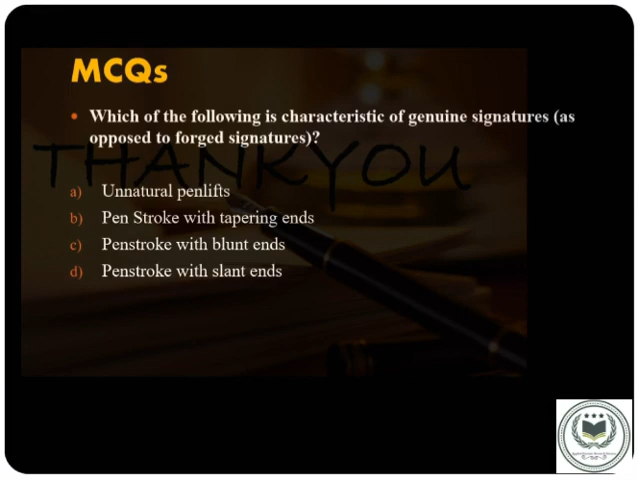 MCQs
• Which of the following is characteristic of genuine signatures (as
opposed to forged signatures)?
THANKYOU
a) Unnatural penlifts
b) Pen Stroke with tapering ends
c) Penstroke with blunt ends
d) Penstroke with slant ends